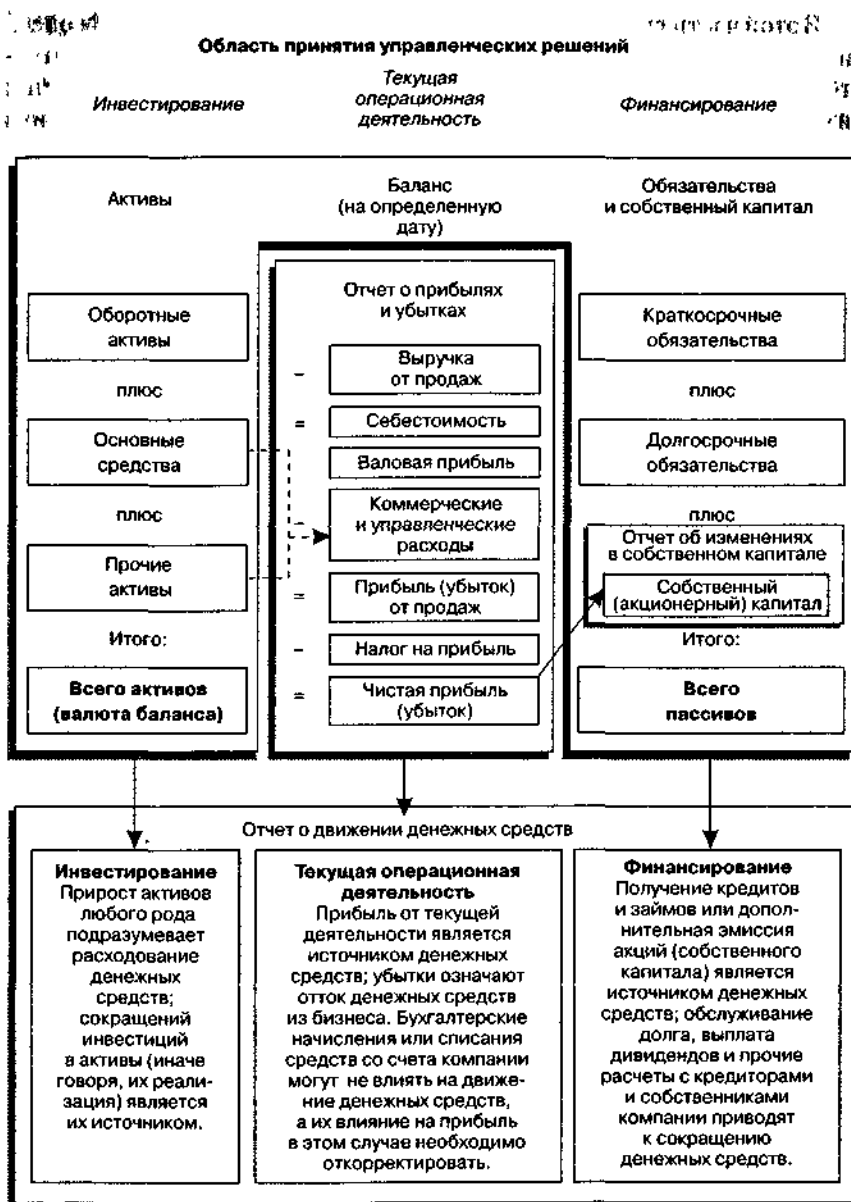 Область принятия управленческих решений
Инвестирование
Текущая
операционная
деятельность
Финансирование
Активы
Баланс
(на определенную
дату)
Обязательства
и собственный капитал
Оборотные
активы
плюс
Основные
средства
плюс
Прочие
активы
Итого:
Всего активов
(валюта баланса)
Отчет о прибылях
и убытках
–
Выручка
от продаж
=
Себестоимость
Валовая прибыль
–
Коммерческие
и управленческие
расходы
=
Прибыль (убыток)
от продаж
–
Налог на прибыль
=
Чистая прибыль
(убыток)
Краткосрочные
обязательства
плюс
Долгосрочные
обязательства
плюс
Отчет об изменениях
в собственном капитале
Собственный
(акционерный) капитал
Итого:
Всего
пассивов
Отчет о движении денежных средств
Инвестирование
Прирост активов
любого рода
подразумевает
расходование
денежных
средств;
сокращений
инвестиций
в активы (иначе
говоря, их реали-
зация) является
их источником.
Текущая операционная
деятельность
Прибыль от текущей
деятельности является
источником денежных
средств; убытки означают
отток денежных средств
из бизнеса. Бухгалтерские
начисления или списания
средств со счета компании
могут не влиять на движе-
ние денежных средств,
а их влияние на прибыль
в этом случае необходимо
откорректировать.
Финансирование
Получение кредитов
и займов или допол-
нительная эмиссия
акций (собственного
капитала) является
источником денежных
средств; обслуживание
долга, выплата
дивидендов и прочие
расчеты с кредиторами
и собственниками
компании приводят
к сокращению
денежных средств.